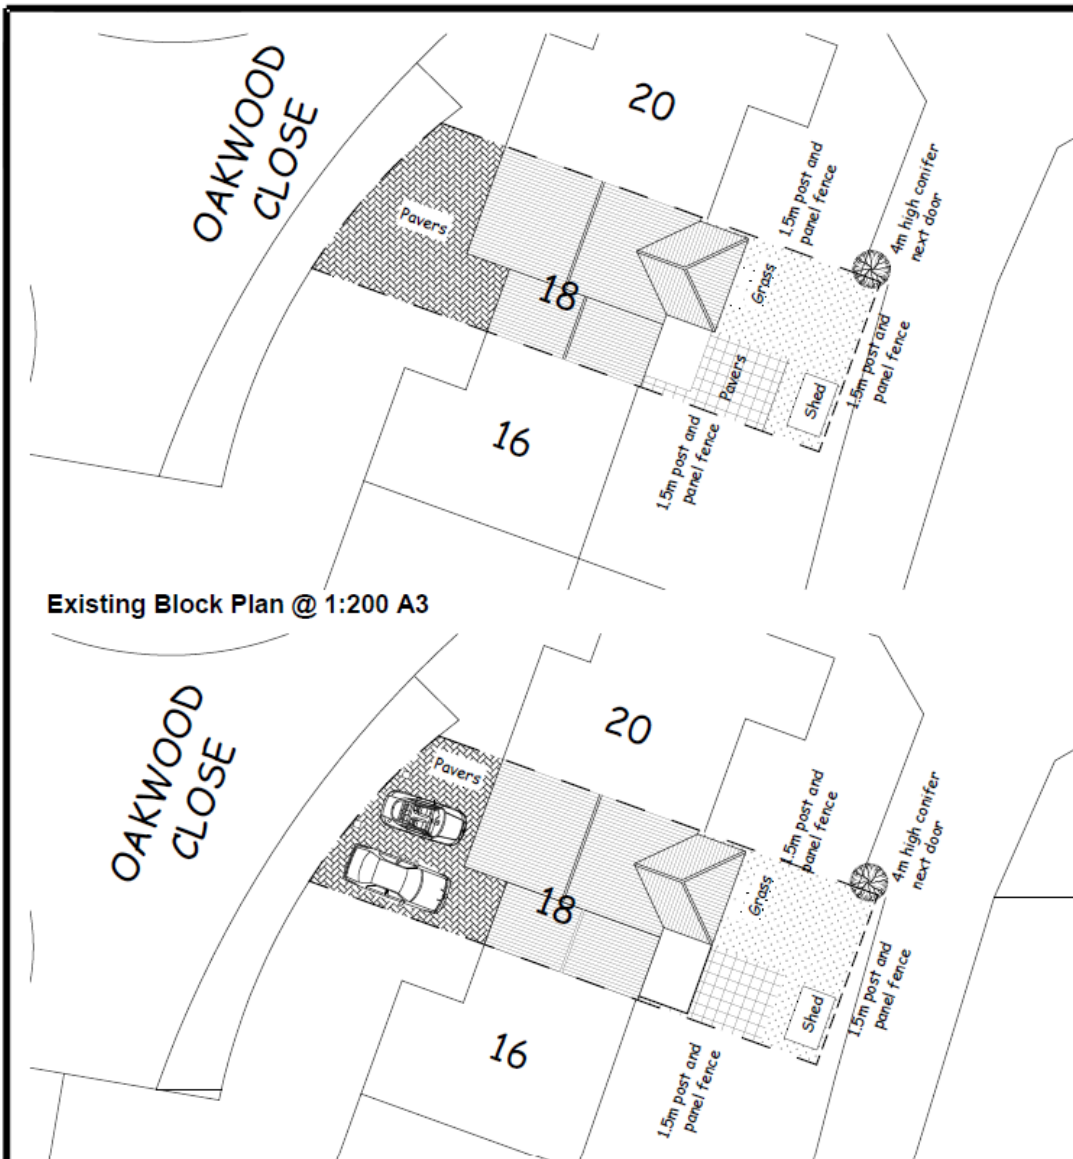 OAKWOOD
CLOSE
20
1.5m post and
panel fence
4m high conifer
next door
Pavers
Grass
18
1.5m post and
panel fence
Pavers
Shed
16
1.5m post and
panel fence
Existing Block Plan @ 1:200 A3
OAKWOOD
CLOSE
20
Pavers
1.5m post and
panel fence
4m high conifer
next door
Grass
18
1.5m post and
panel fence
Shed
16
1.5m post and
panel fence